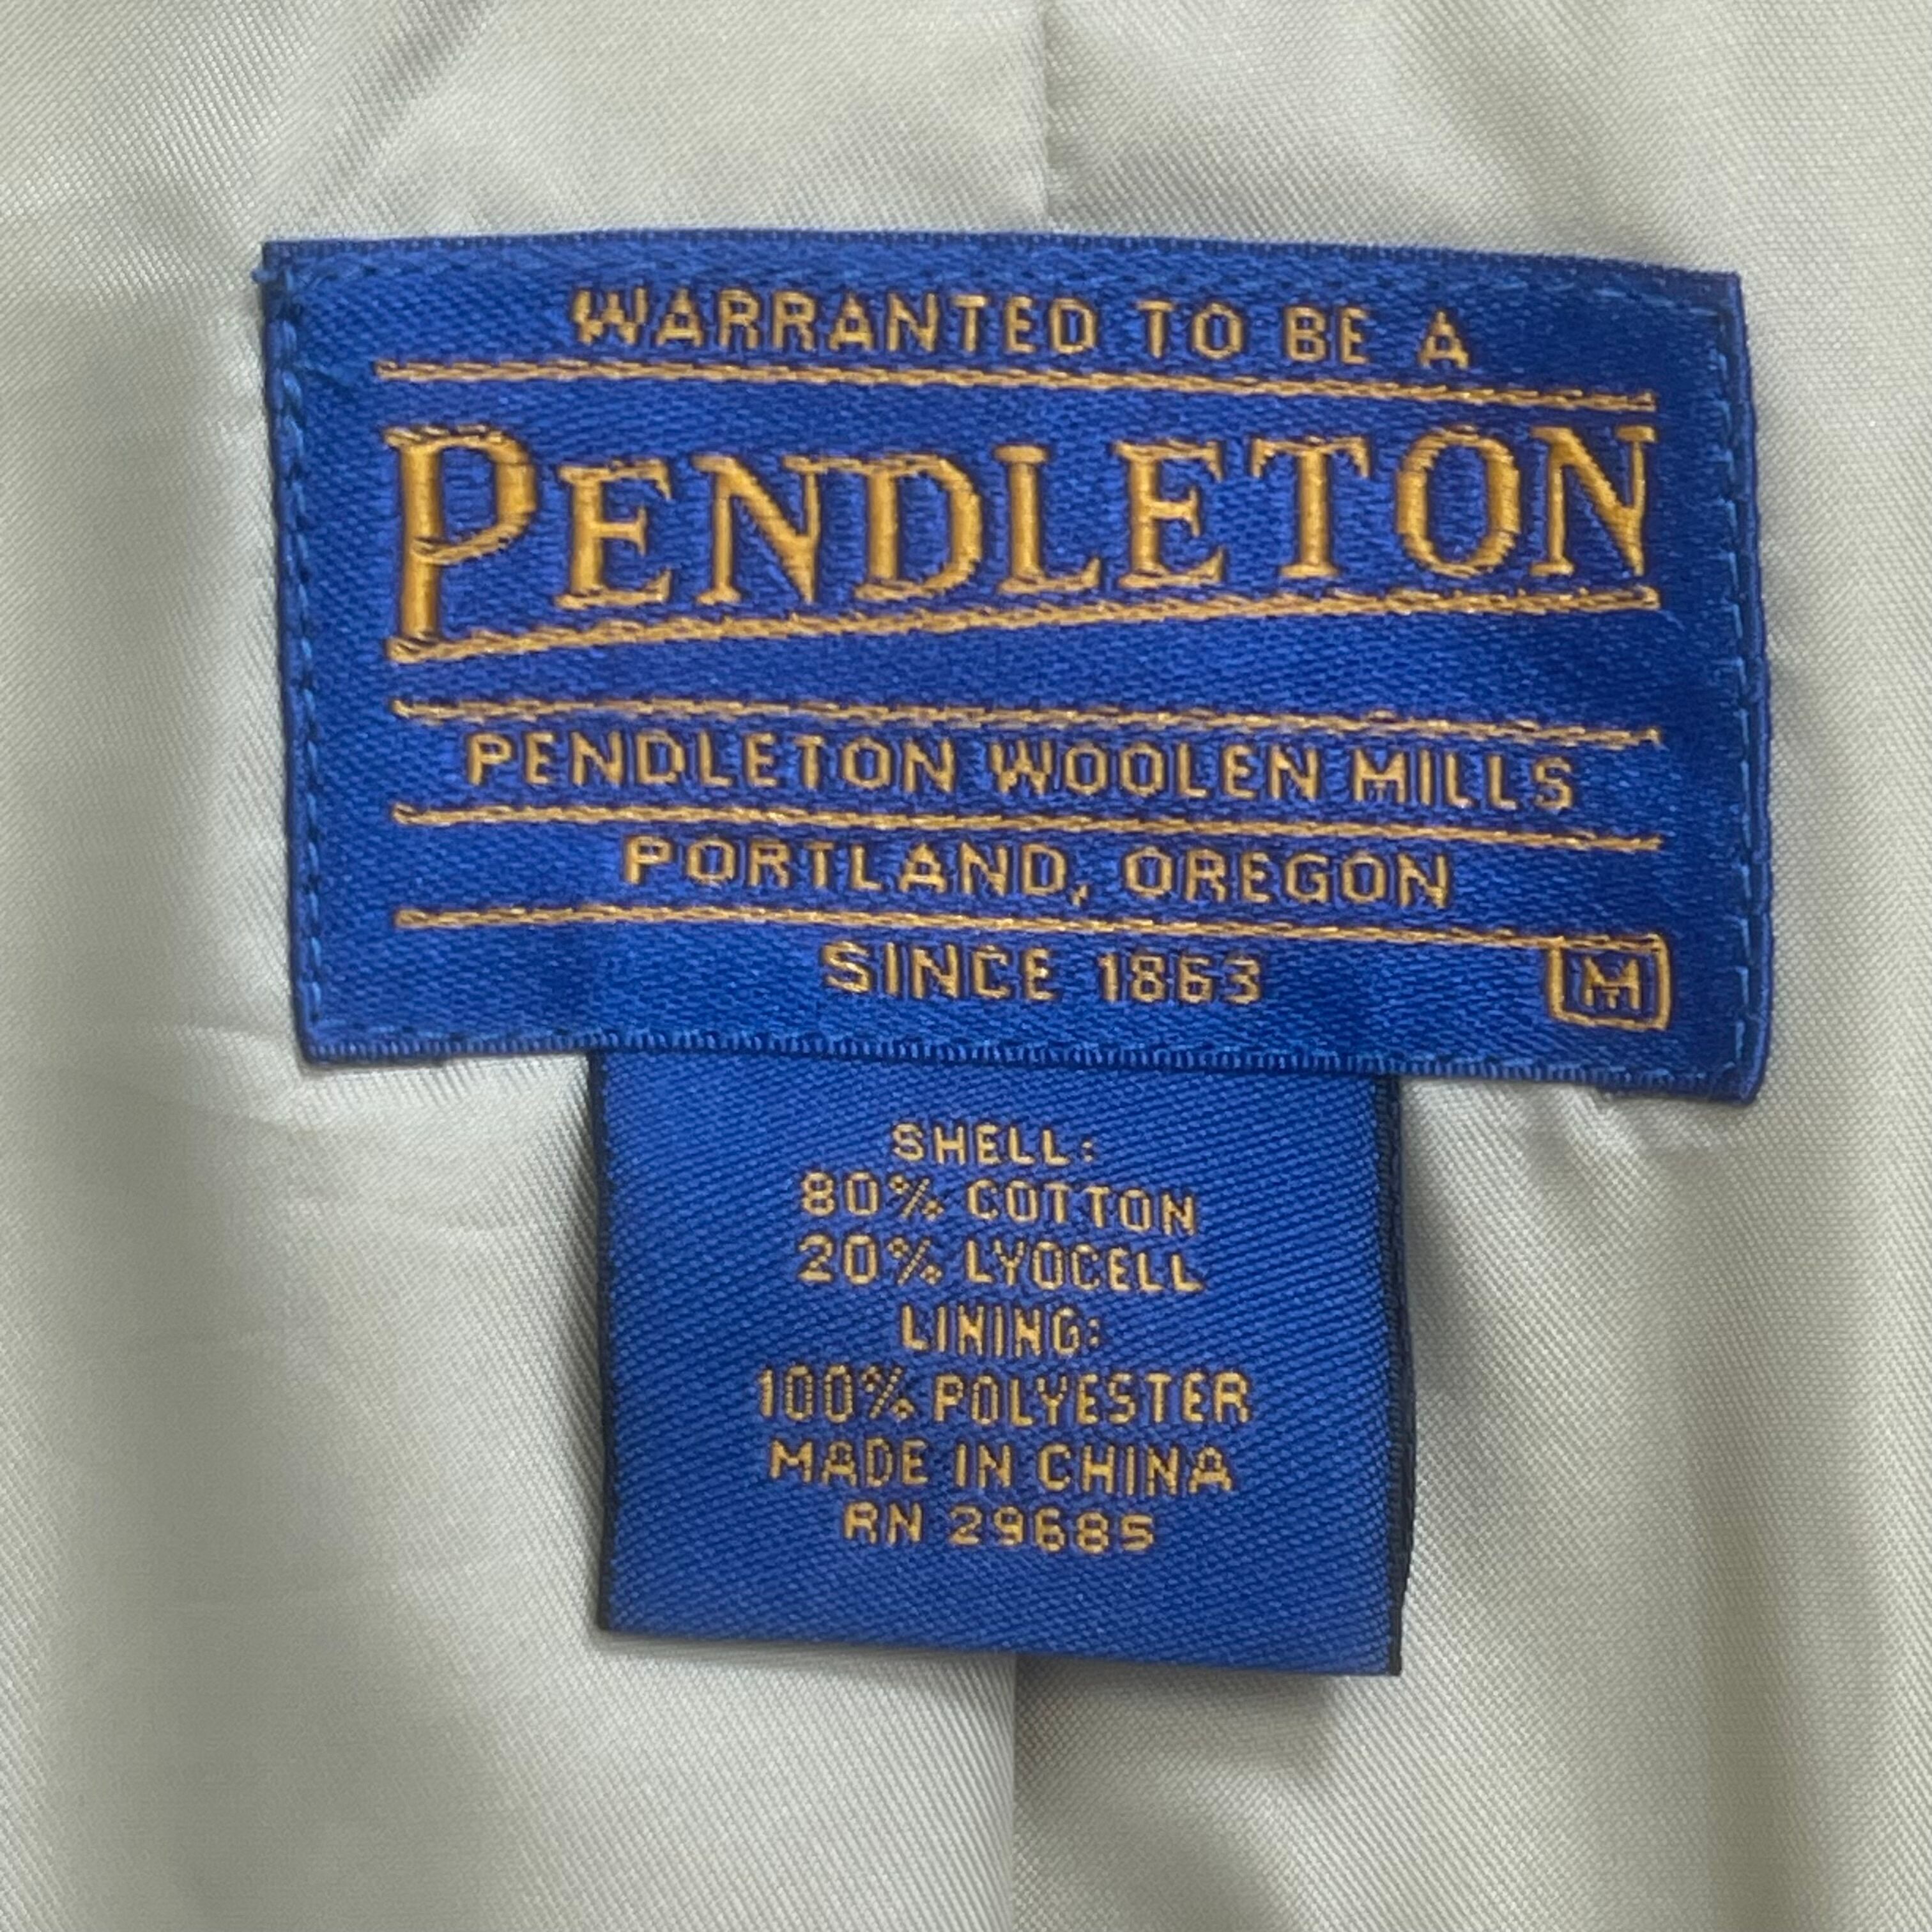 WARRANTED TO BE A
PENDLETON
PENDLETON WOOLEN MILLS
PORTLAND, OREGON
SINCE 1863
M
SHELL:
80% COTTON
20% LYOCELL
LINING:
100% POLYESTER
MADE IN CHINA
RN 29685